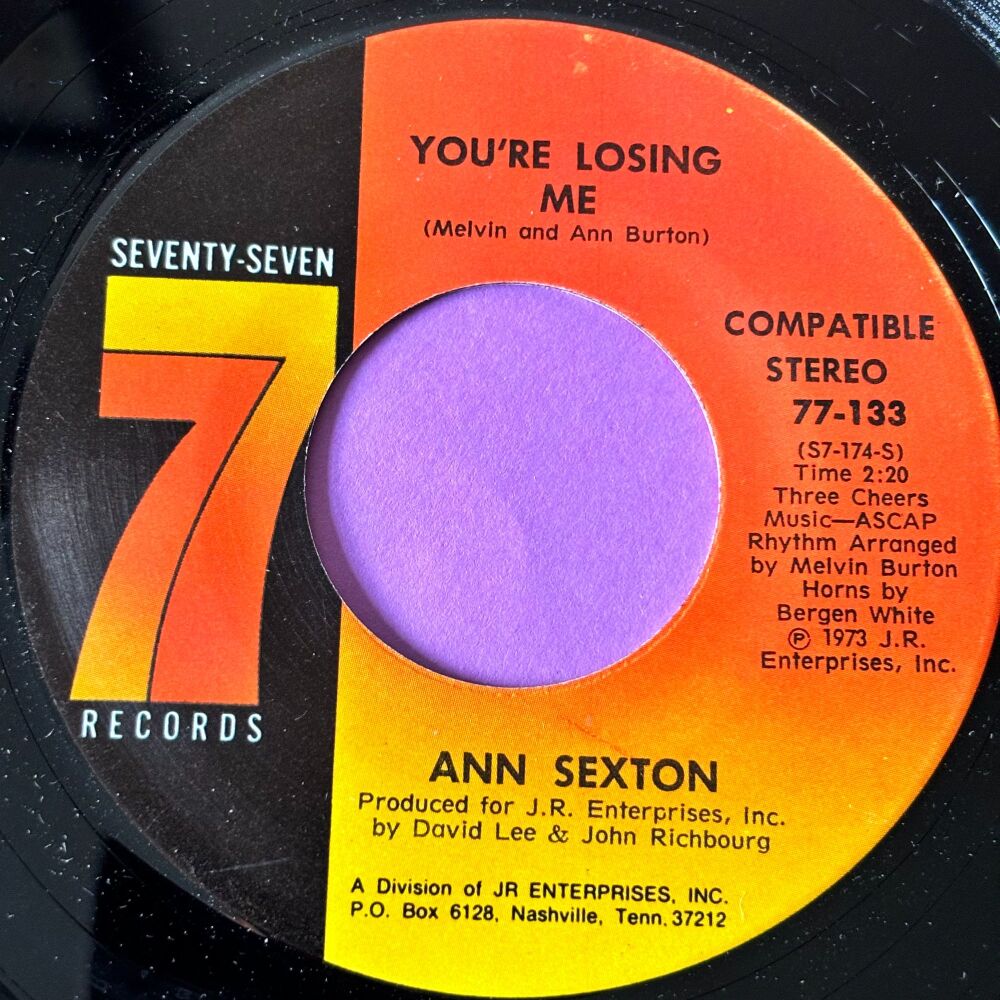 YOU'RE LOSING
ME
(Melvin and Ann Burton)
SEVENTY-SEVEN
7
RECORDS
COMPATIBLE
STEREO
77-133
(S7-174-S)
Time 2:20
Three Cheers
Music—ASCAP
Rhythm Arranged
by Melvin Burton
Horns by
Bergen White
℗ 1973 J.R.
Enterprises, Inc.
ANN SEXTON
Produced for J.R. Enterprises, Inc.
by David Lee & John Richbourg
A Division of JR ENTERPRISES, INC.
P.O. Box 6128, Nashville, Tenn. 37212